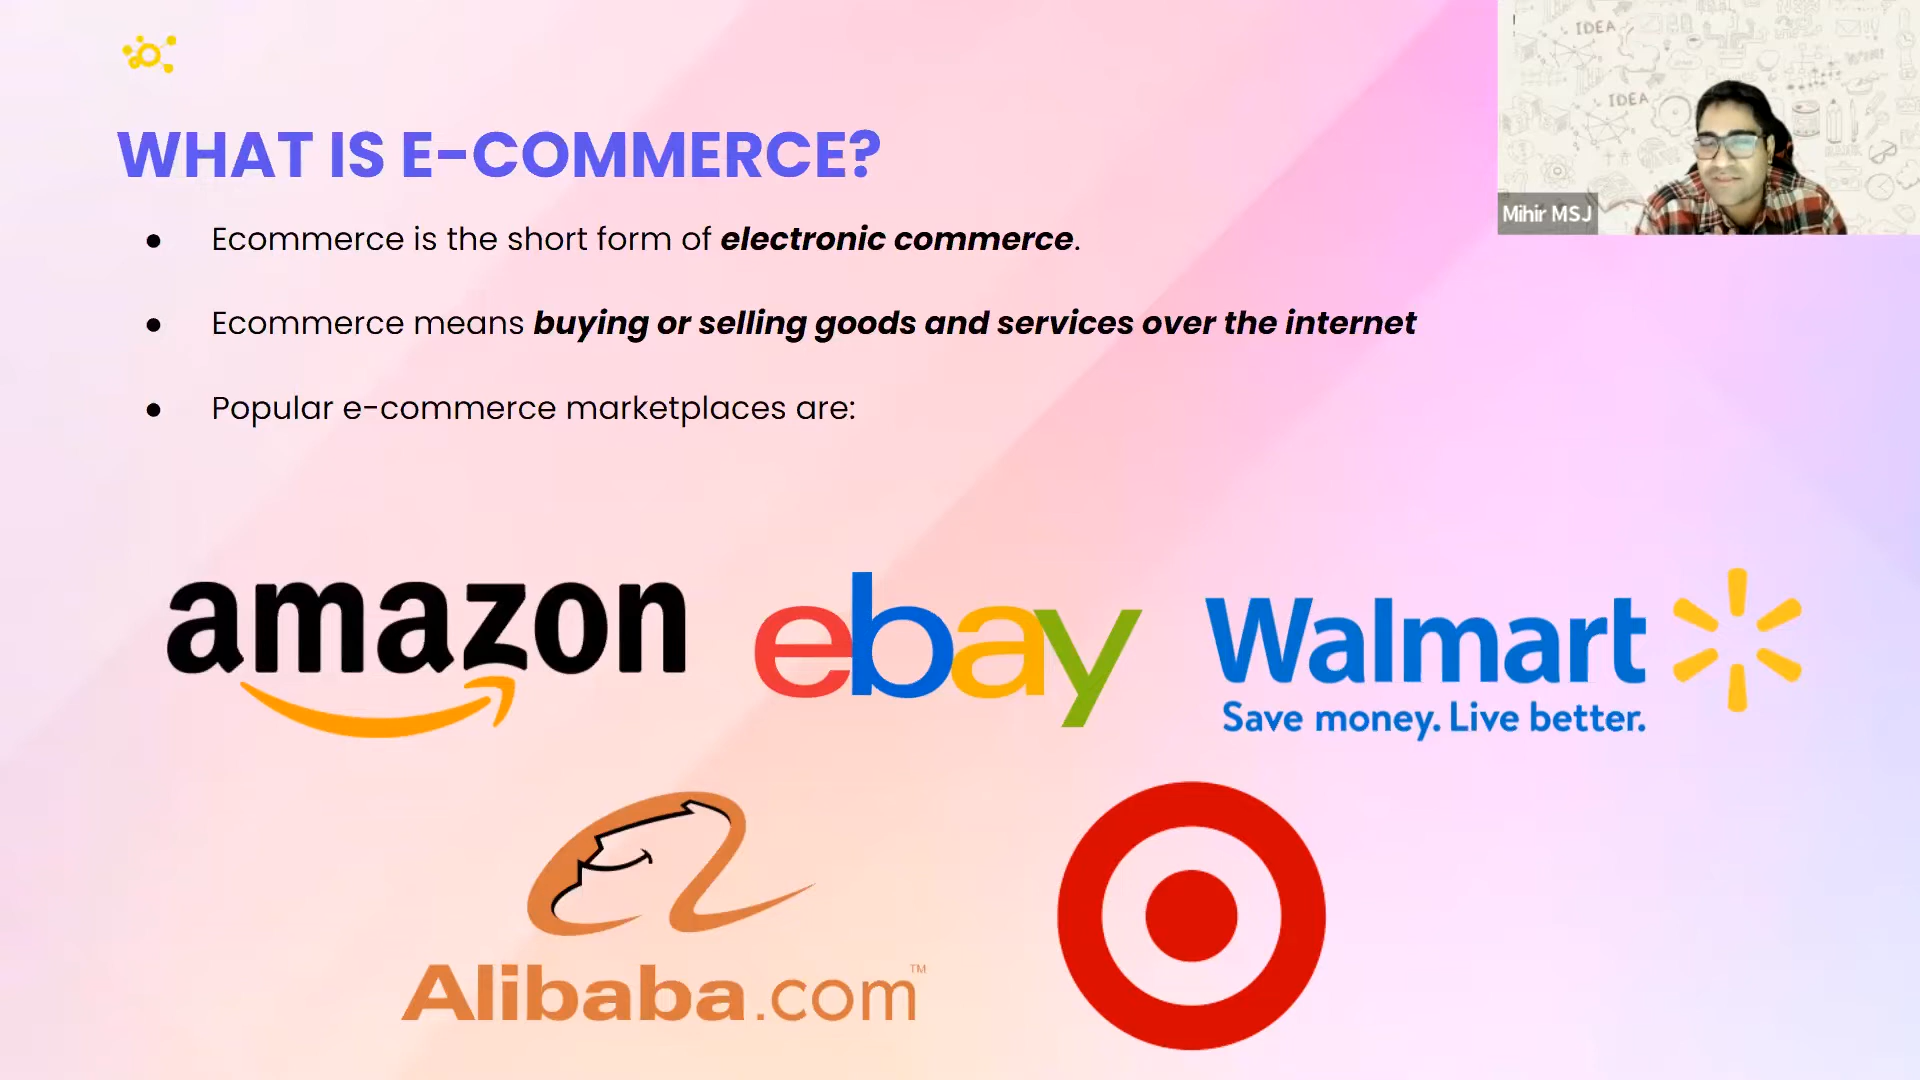 IDEA
IDEA
Mihir MSJ
WHAT IS E-COMMERCE?
● Ecommerce is the short form of electronic commerce.
● Ecommerce means buying or selling goods and services over the internet
● Popular e-commerce marketplaces are:
amazon
ebay
Walmart
Save money. Live better.
Alibaba.com™